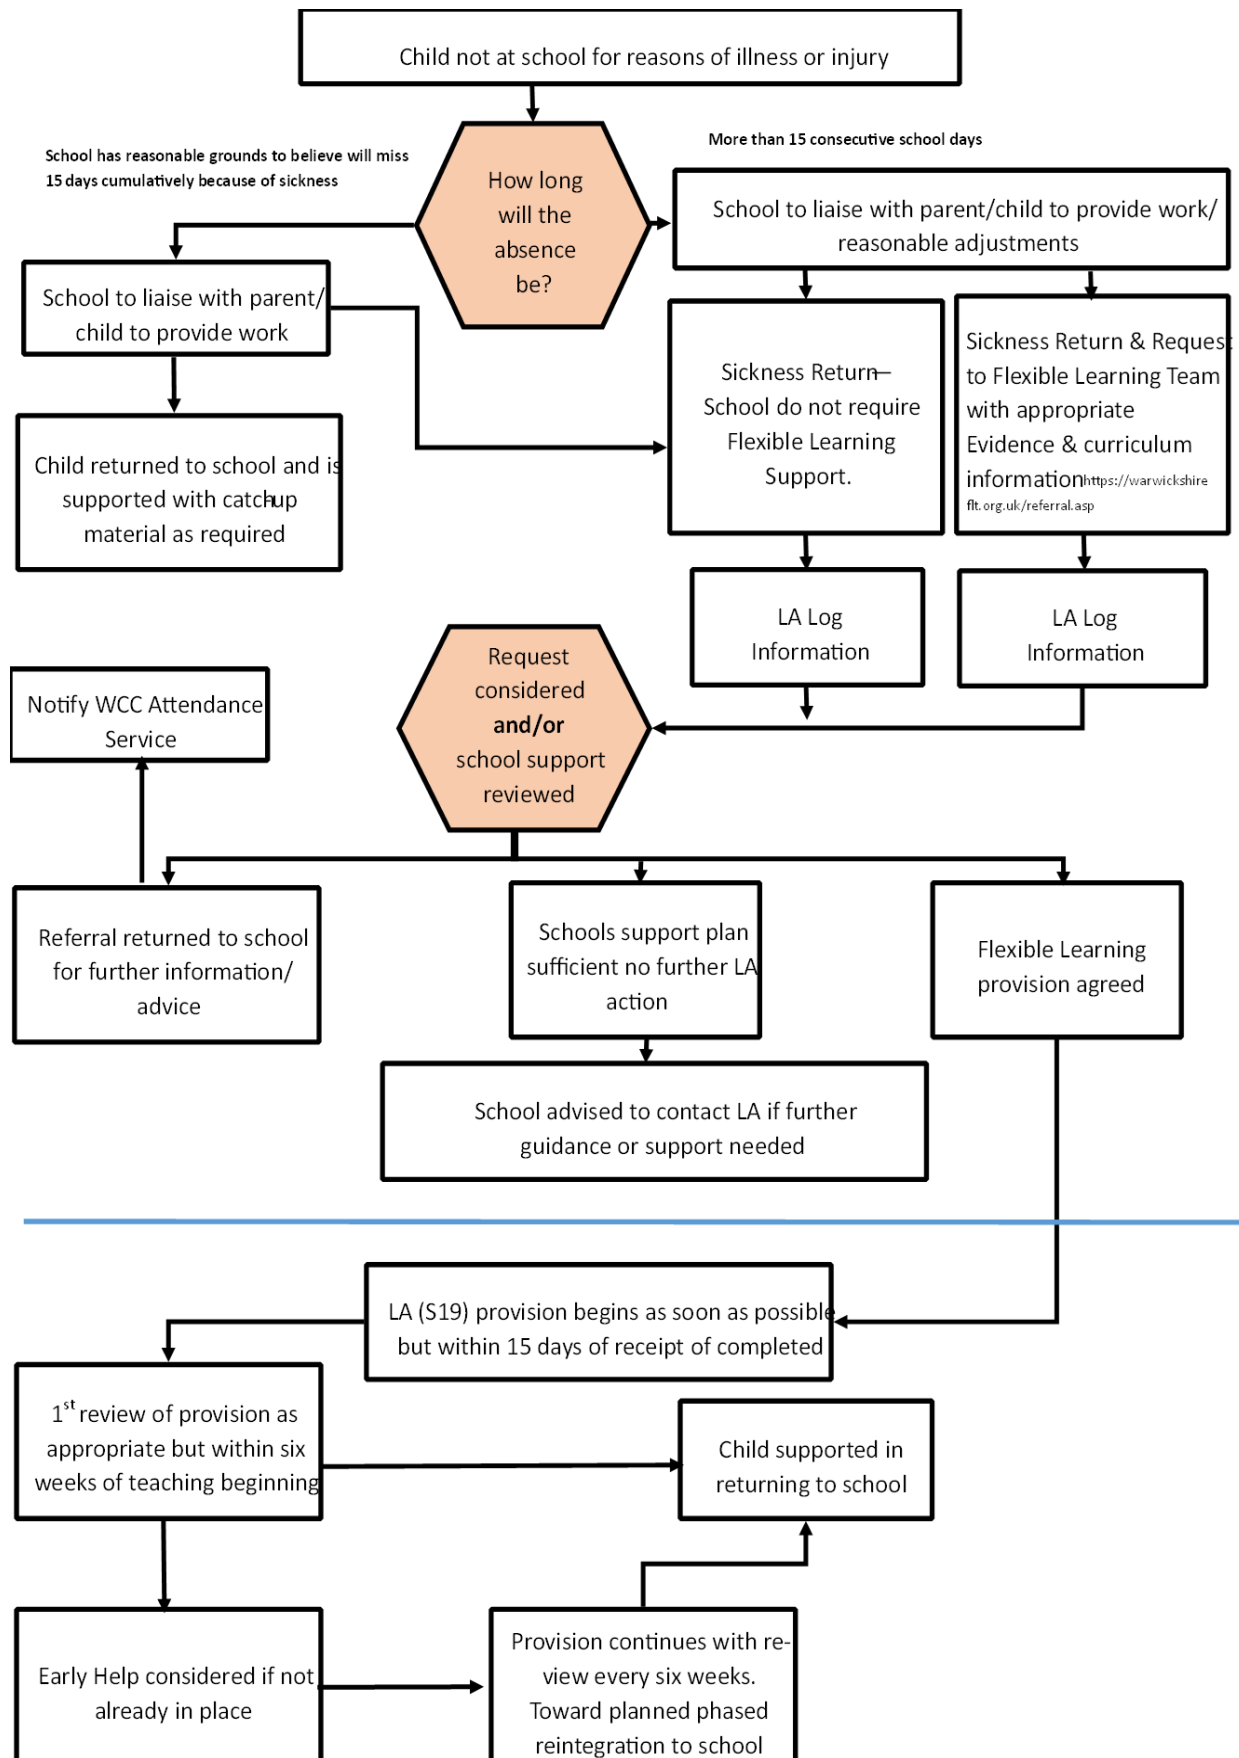 Child not at school for reasons of illness or injury
School has reasonable grounds to believe will miss
15 days cumulatively because of sickness
How long
will the
absence
be?
More than 15 consecutive school days
School to liaise with parent/child to provide work/
reasonable adjustments
School to liaise with parent/
child to provide work
Sickness Return—
School do not require
Flexible Learning
Support.
Sickness Return & Request
to Flexible Learning Team
with appropriate
Evidence & curriculum
information https://warwickshire
flt.org.uk/referral.asp
Child returned to school and is
supported with catch-up
material as required
LA Log
Information
LA Log
Information
Request
considered
and/or
school support
reviewed
Notify WCC Attendance
Service
Referral returned to school
for further information/
advice
Schools support plan
sufficient no further LA
action
Flexible Learning
provision agreed
School advised to contact LA if further
guidance or support needed
LA (S19) provision begins as soon as possible
but within 15 days of receipt of completed
1st review of provision as
appropriate but within six
weeks of teaching beginning
Child supported in
returning to school
Early Help considered if not
already in place
Provision continues with re-
view every six weeks.
Toward planned phased
reintegration to school